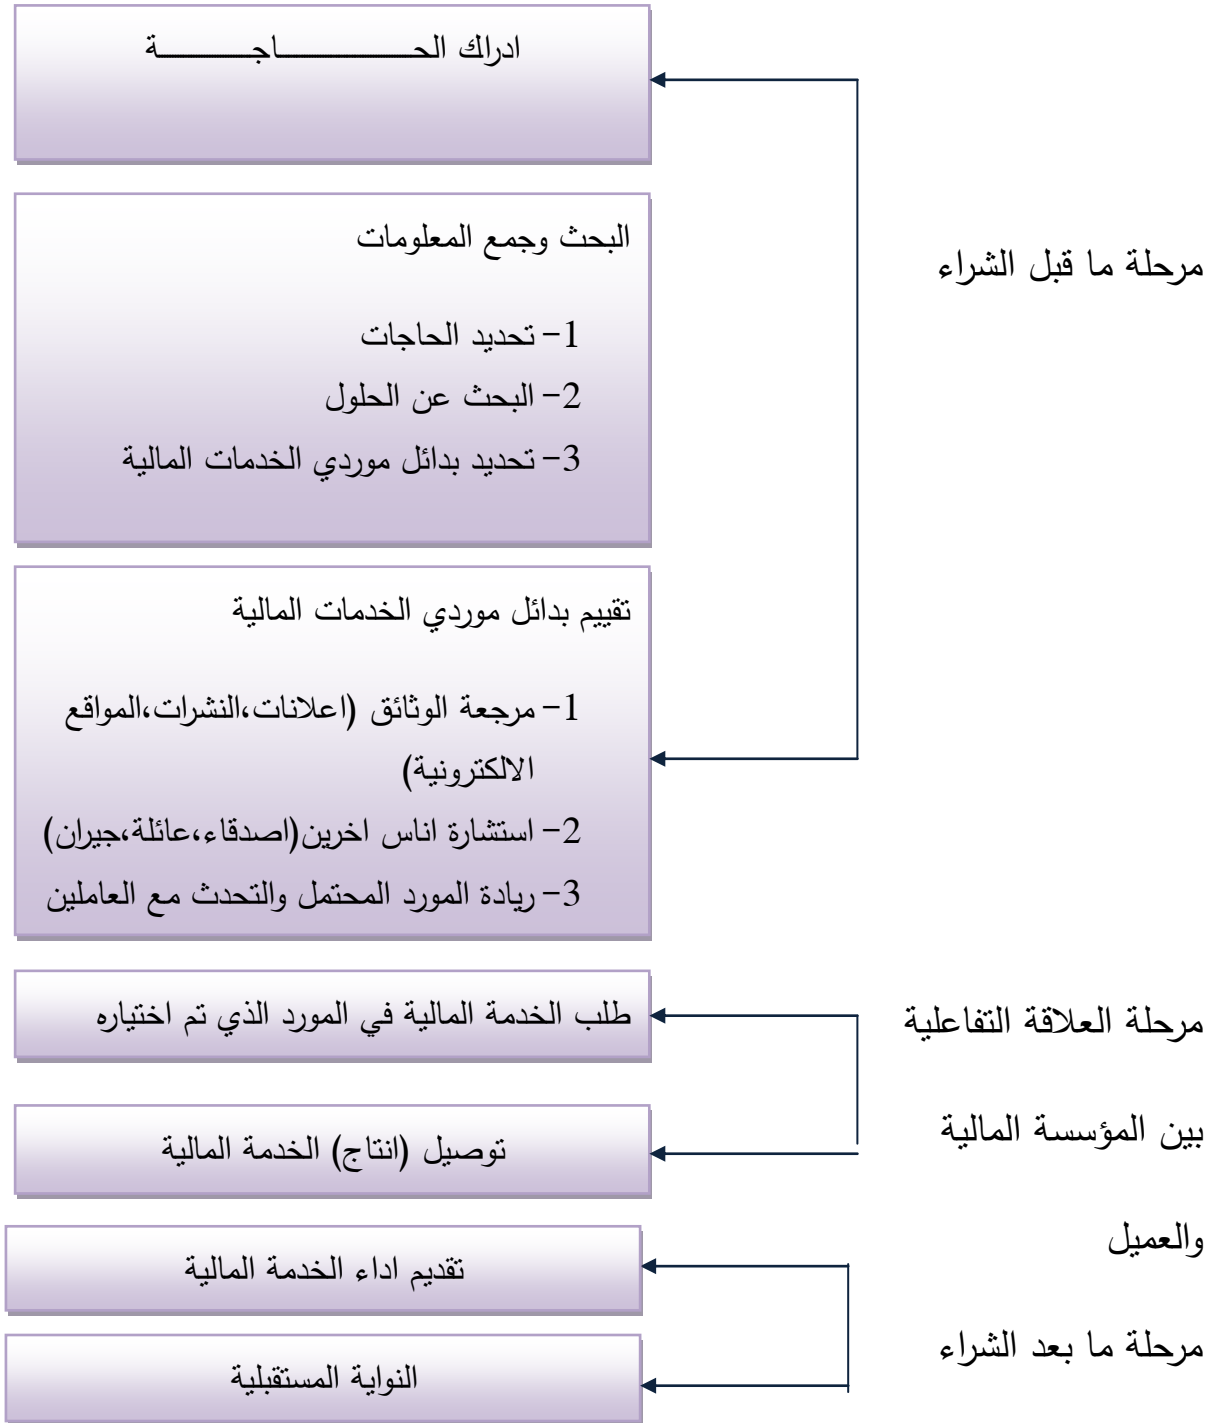 ادراك الحـــــــــــاجـــــــــة
البحث وجمع المعلومات
1- تحديد الحاجات
2- البحث عن الحلول
3- تحديد بدائل موردي الخدمات المالية
مرحلة ما قبل الشراء
تقييم بدائل موردي الخدمات المالية
1- مرجعة الوثائق (اعلانات،النشرات،المواقع
الالكترونية)
2- استشارة اناس اخرين(اصدقاء،عائلة،جيران)
3- ريادة المورد المحتمل والتحدث مع العاملين
مرحلة العلاقة التفاعلية
بين المؤسسة المالية
والعميل
طلب الخدمة المالية في المورد الذي تم اختياره
توصيل (انتاج) الخدمة المالية
مرحلة ما بعد الشراء
تقديم اداء الخدمة المالية
النواية المستقبلية